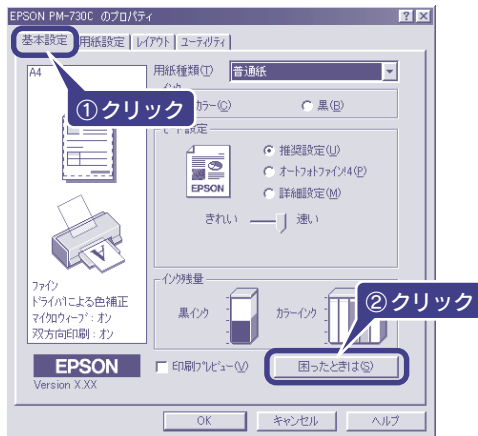 EPSON PM-730C のプロパティ
基本設定 用紙設定 レイアウト ユーティリティ
A4
用紙種類(T) 普通紙
①クリック
カラー(C) 黒(B)
モード設定
推奨設定(U)
オートフォトファイン!4(P)
詳細設定(M)
EPSON
きれい 速い
ファイン
ドライバによる色補正
マイクロウィーブ:オン
双方向印刷:オン
インク残量
黒インク カラーインク
②クリック
EPSON
Version X.XX
印刷プレビュー(V) 困ったときは(S)
OK キャンセル ヘルプ